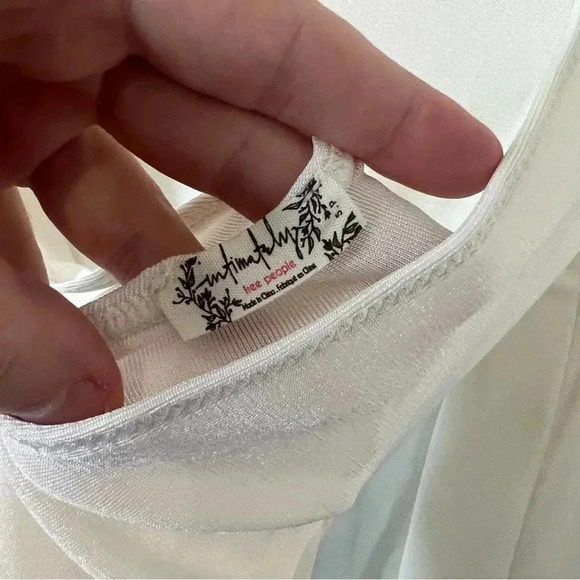 intimately
free people
Made in China . Fabriqué en Chine
S-P